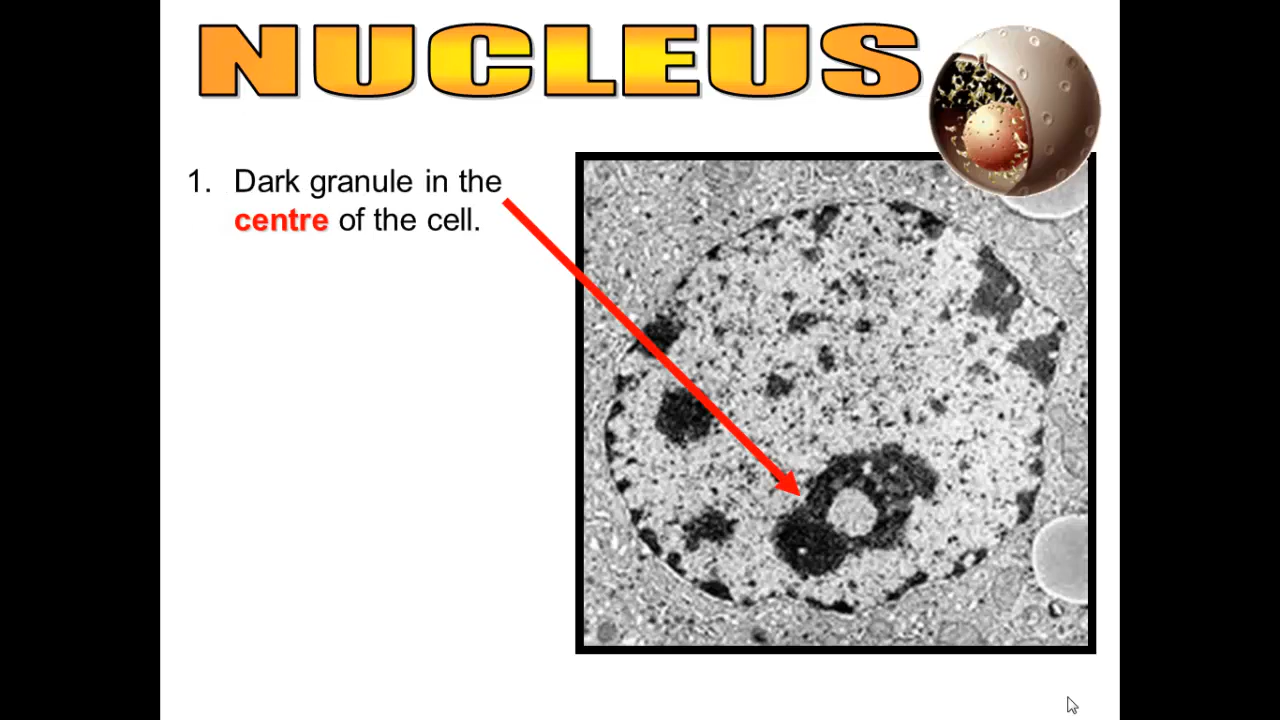 NUCLEUS
1. Dark granule in the
centre of the cell.